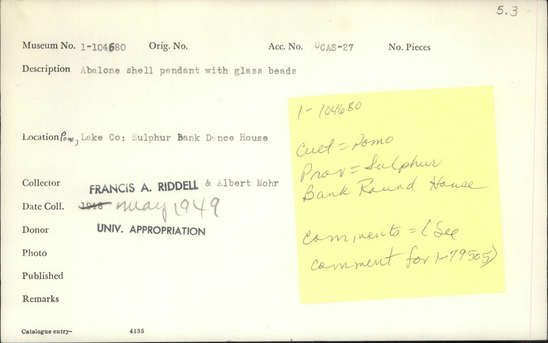 5.3
Museum No. 1-104680 Orig. No. Acc. No. UCAS-27 No. Pieces
Description Abalone shell pendant with glass beads
Location Pomo, Lake Co: Sulphur Bank Dance House
Collector FRANCIS A. RIDDELL & Albert Mohr
Date Coll. 1948 May 1949
Donor UNIV. APPROPRIATION
Photo
Published
Remarks
Catalogue entry- 4155
1-104680
Cult = Pomo
Prov = Sulphur
Bank Round House
Comments = (See
comment for 1-79505)